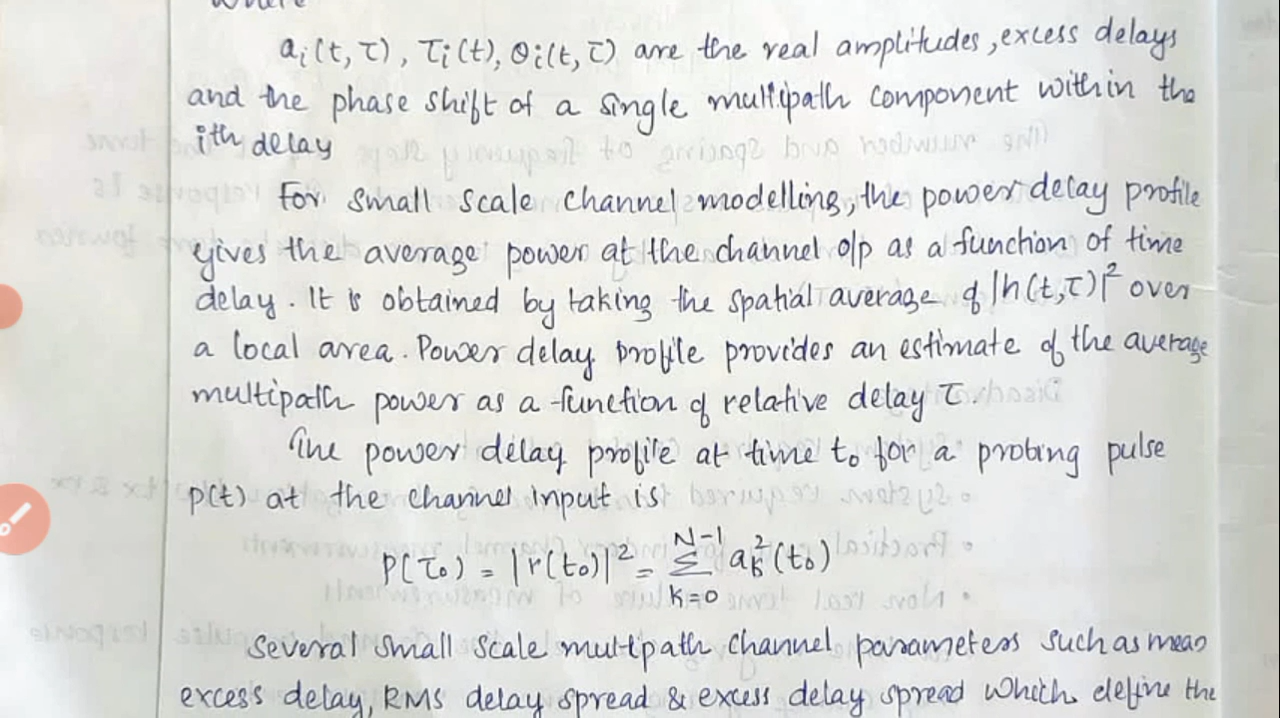 where
aᵢ(t, τ), τᵢ(t), θᵢ(t, τ) are the real amplitudes, excess delays
and the phase shift of a single multipath component within the
ith delay
For small scale channel modelling, the power delay profile
gives the average power at the channel o/p as a function of time
delay. It is obtained by taking the spatial average of |h(t,τ)|² over
a local area. Power delay profile provides an estimate of the average
multipath power as a function of relative delay τ.
The power delay profile at time t₀ for a probing pulse
p(t) at the channel input is
P(τ₀) = |r(t₀)|² = Σ_{k=0}^{N-1} aₖ²(t₀)
Several small scale multipath channel parameters such as mean
excess delay, RMS delay spread & excess delay spread which define the